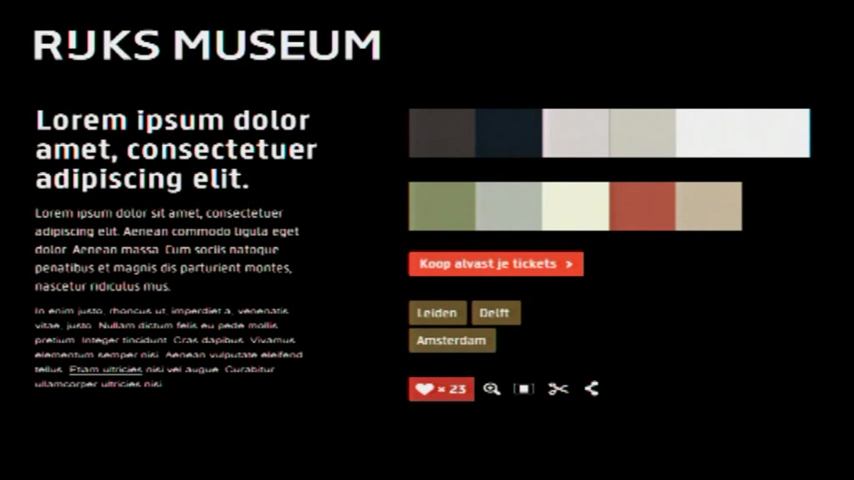 RIJKS MUSEUM
Lorem ipsum dolor
amet, consectetuer
adipiscing elit.
Lorem ipsum dolor sit amet, consectetuer
adipiscing elit. Aenean commodo ligula eget
dolor. Aenean massa. Cum sociis natoque
penatibus et magnis dis parturient montes,
nascetur ridiculus mus.
In enim justo, rhoncus ut, imperdiet a, venenatis
vitae, justo. Nullam dictum felis eu pede mollis
pretium. Integer tincidunt. Cras dapibus. Vivamus
elementum semper nisi. Aenean vulputate eleifend
tellus. Etiam ultricies nisi vel augue. Curabitur
ullamcorper ultricies nisi.
Koop alvast je tickets >
Leiden Delft
Amsterdam
× 23